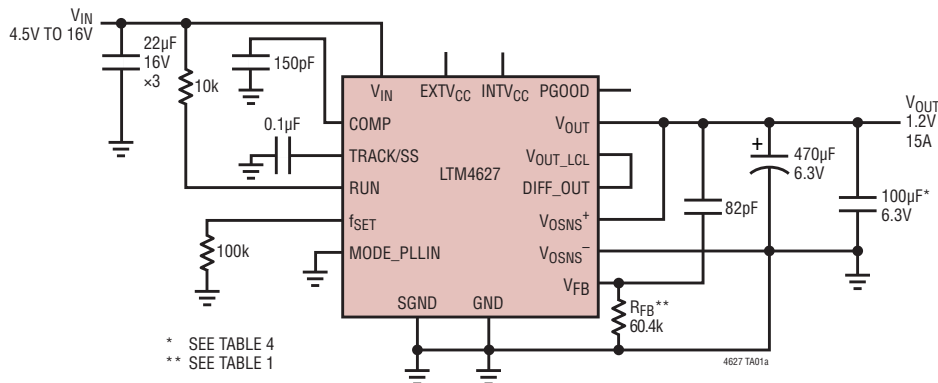 VIN
4.5V TO 16V
22µF
16V
×3
10k
150pF
0.1µF
100k
VIN
EXTVCC
INTVCC
PGOOD
COMP
TRACK/SS
RUN
fSET
MODE_PLLIN
SGND
GND
LTM4627
VOUT
VOUT_LCL
DIFF_OUT
VOSNS+
VOSNS–
VFB
82pF
+
470µF
6.3V
100µF*
6.3V
VOUT
1.2V
15A
RFB**
60.4k
* SEE TABLE 4
** SEE TABLE 1
4627 TA01a